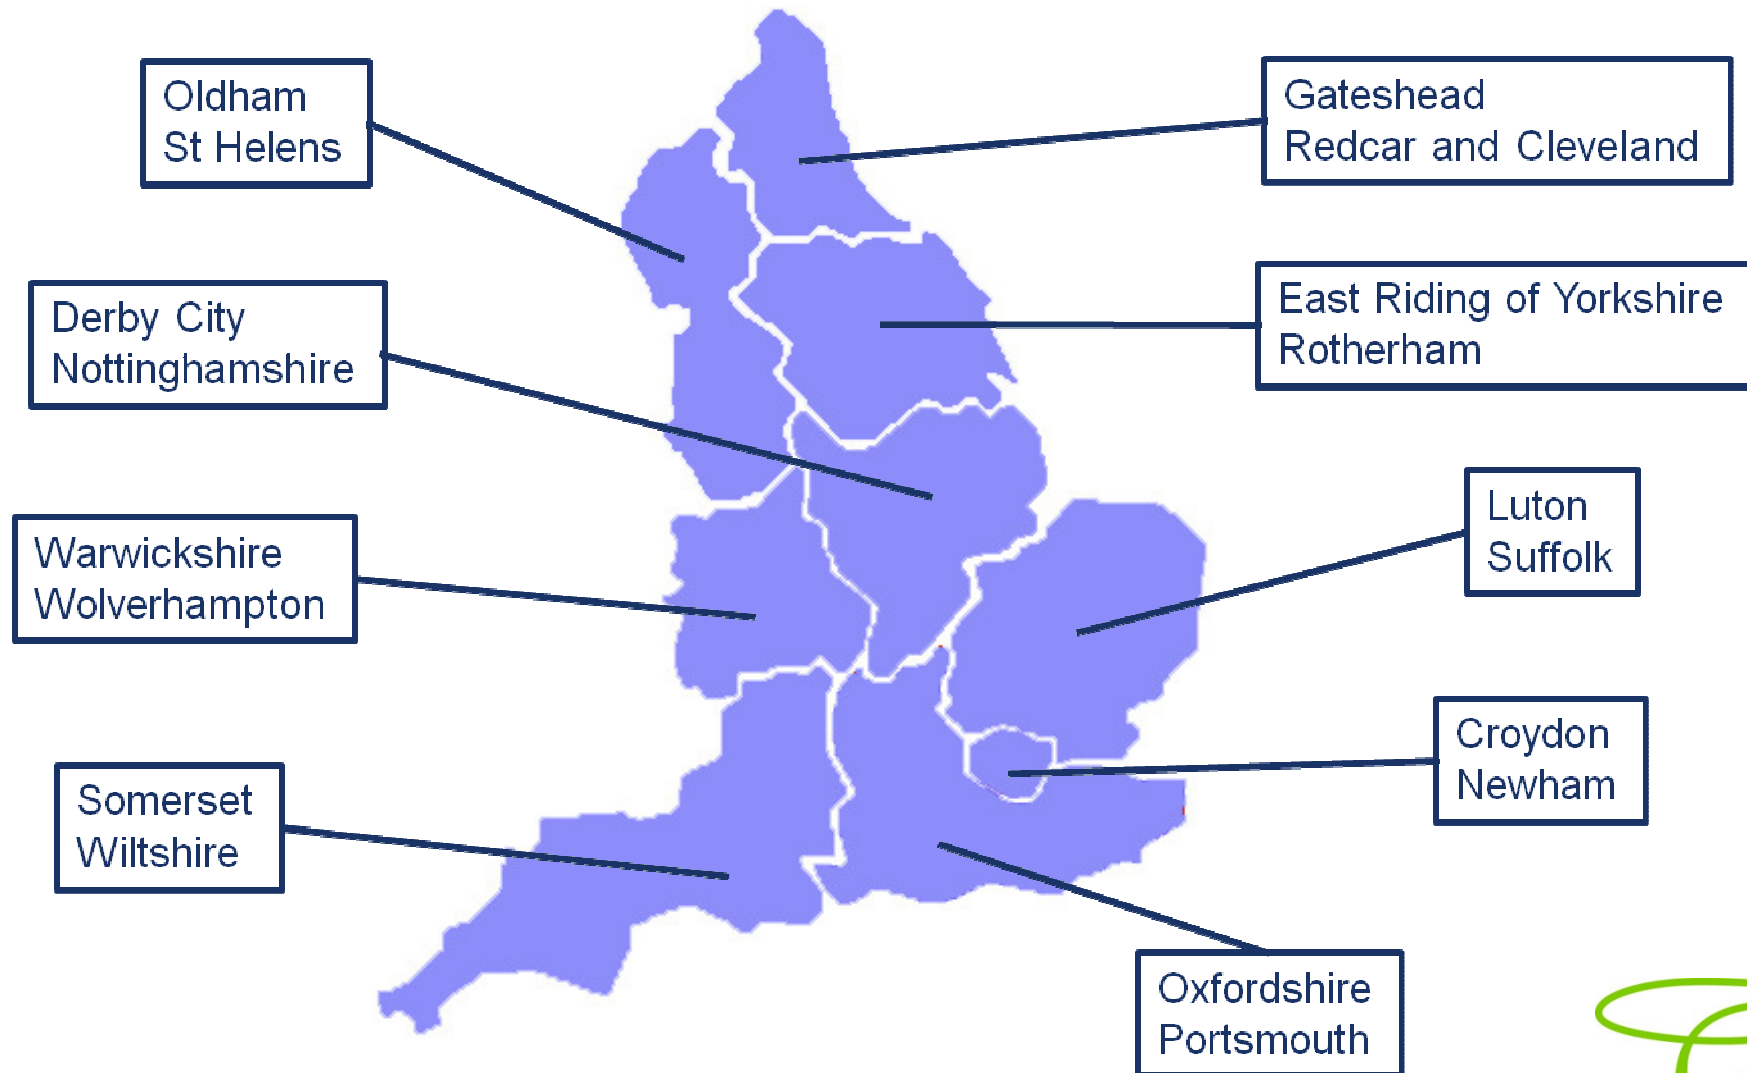 Oldham
St Helens
Gateshead
Redcar and Cleveland
Derby City
Nottinghamshire
East Riding of Yorkshire
Rotherham
Warwickshire
Wolverhampton
Luton
Suffolk
Somerset
Wiltshire
Croydon
Newham
Oxfordshire
Portsmouth